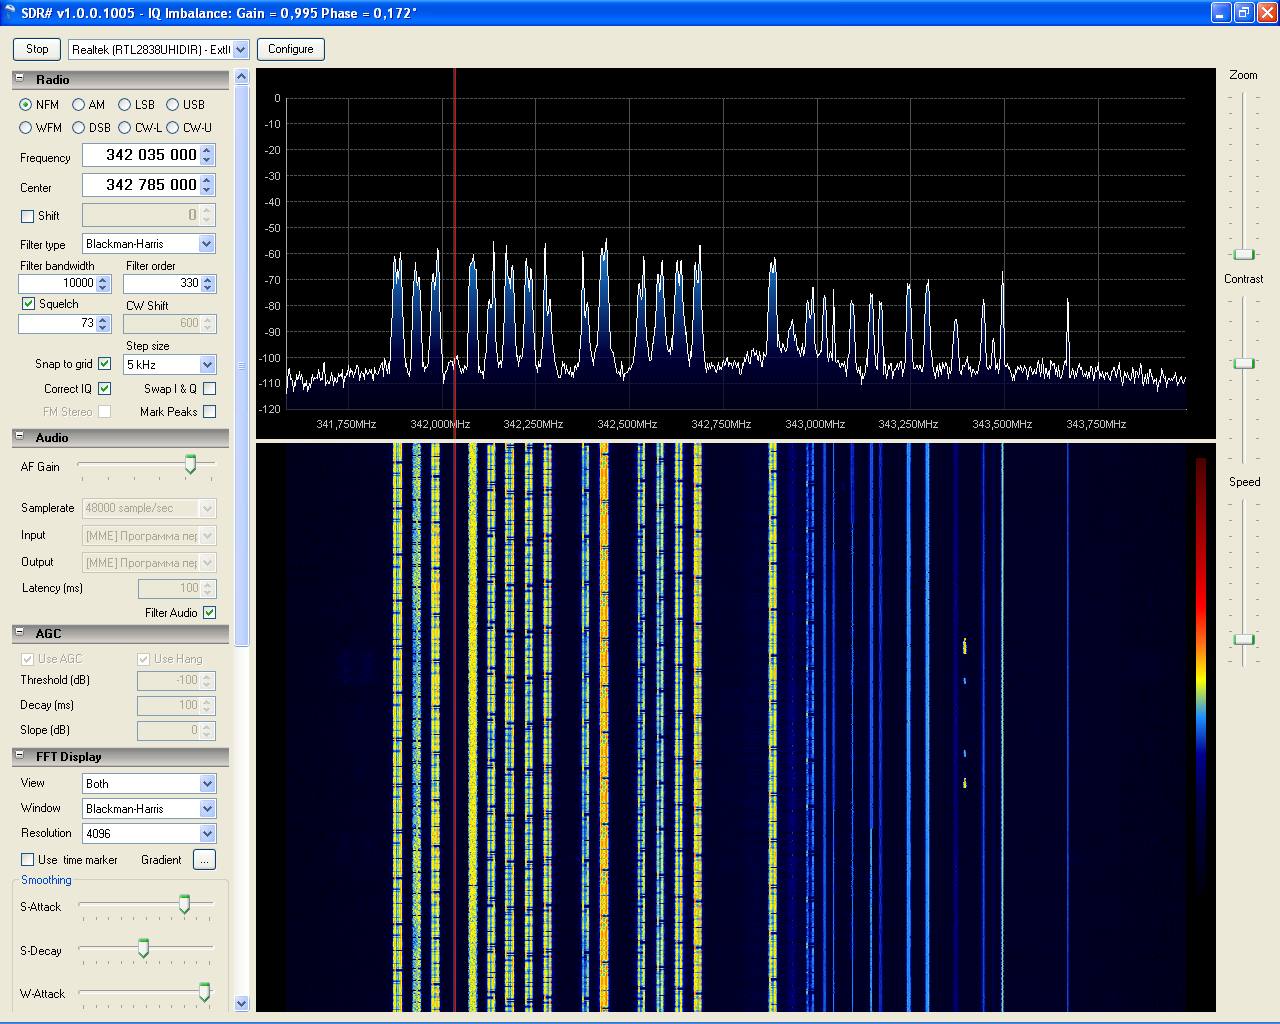 SDR# v1.0.0.1005 - IQ Imbalance: Gain = 0,995 Phase = 0,172°
Stop
Realtek (RTL2838UHIDIR) - ExtI
Configure
Radio
NFM AM LSB USB
WFM DSB CW-L CW-U
Frequency 342 035 000
Center 342 785 000
Shift 0
Filter type Blackman-Harris
Filter bandwidth Filter order
10000 330
Squelch CW Shift
73 600
Step size
Snap to grid 5 kHz
Correct IQ Swap I & Q
FM Stereo Mark Peaks
Audio
AF Gain
Samplerate 48000 sample/sec
Input [MME] Программа пер
Output [MME] Программа пер
Latency (ms) 100
Filter Audio
AGC
Use AGC Use Hang
Threshold (dB) -100
Decay (ms) 100
Slope (dB) 0
FFT Display
View Both
Window Blackman-Harris
Resolution 4096
Use time marker Gradient ...
Smoothing
S-Attack
S-Decay
W-Attack
0
-10
-20
-30
-40
-50
-60
-70
-80
-90
-100
-110
-120
341,750MHz 342,000MHz 342,250MHz 342,500MHz 342,750MHz 343,000MHz 343,250MHz 343,500MHz 343,750MHz
Zoom
Contrast
Speed